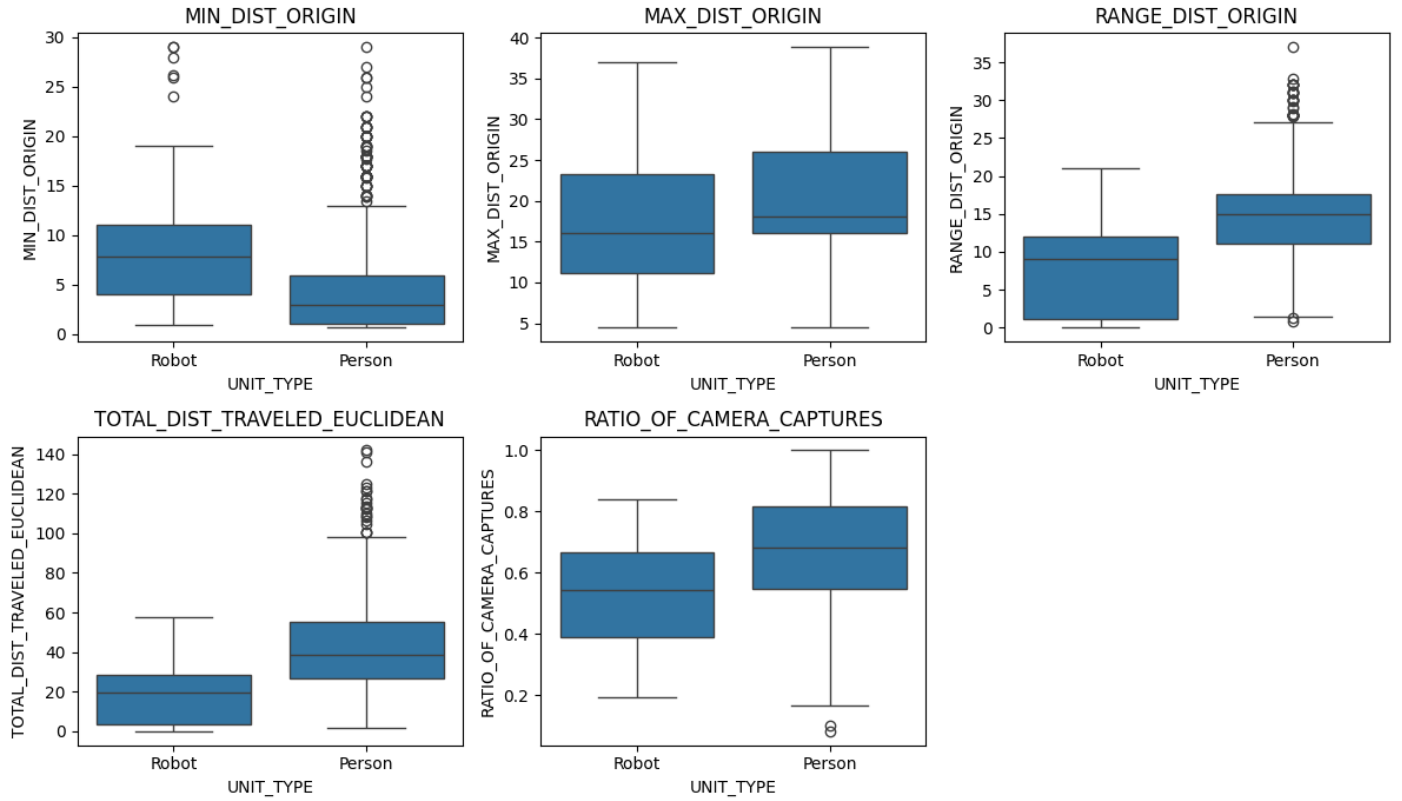 MIN_DIST_ORIGIN
MIN_DIST_ORIGIN
30
25
20
15
10
5
0
Robot
Person
UNIT_TYPE
MAX_DIST_ORIGIN
MAX_DIST_ORIGIN
40
35
30
25
20
15
10
5
Robot
Person
UNIT_TYPE
RANGE_DIST_ORIGIN
RANGE_DIST_ORIGIN
35
30
25
20
15
10
5
0
Robot
Person
UNIT_TYPE
TOTAL_DIST_TRAVELED_EUCLIDEAN
TOTAL_DIST_TRAVELED_EUCLIDEAN
140
120
100
80
60
40
20
0
Robot
Person
UNIT_TYPE
RATIO_OF_CAMERA_CAPTURES
RATIO_OF_CAMERA_CAPTURES
1.0
0.8
0.6
0.4
0.2
Robot
Person
UNIT_TYPE